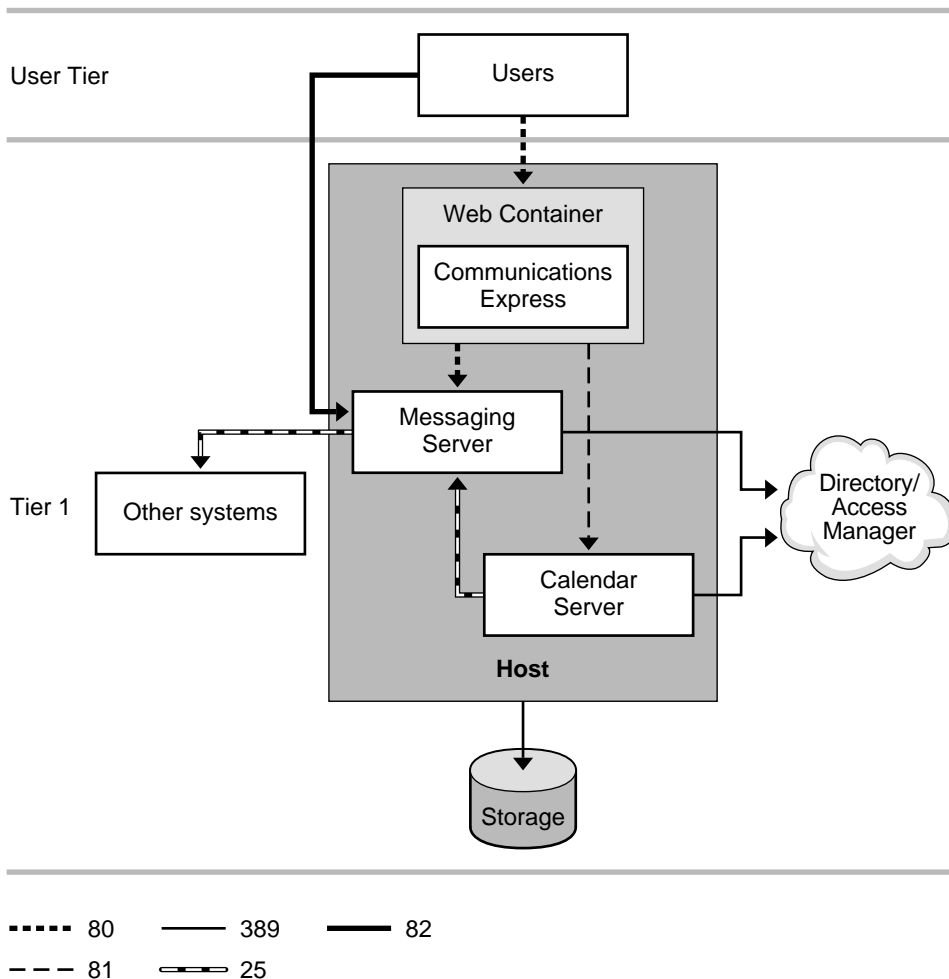 User Tier
Users
Web Container
Communications
Express
Messaging
Server
Tier 1
Other systems
Directory/
Access
Manager
Calendar
Server
Host
Storage
80
389
82
81
25